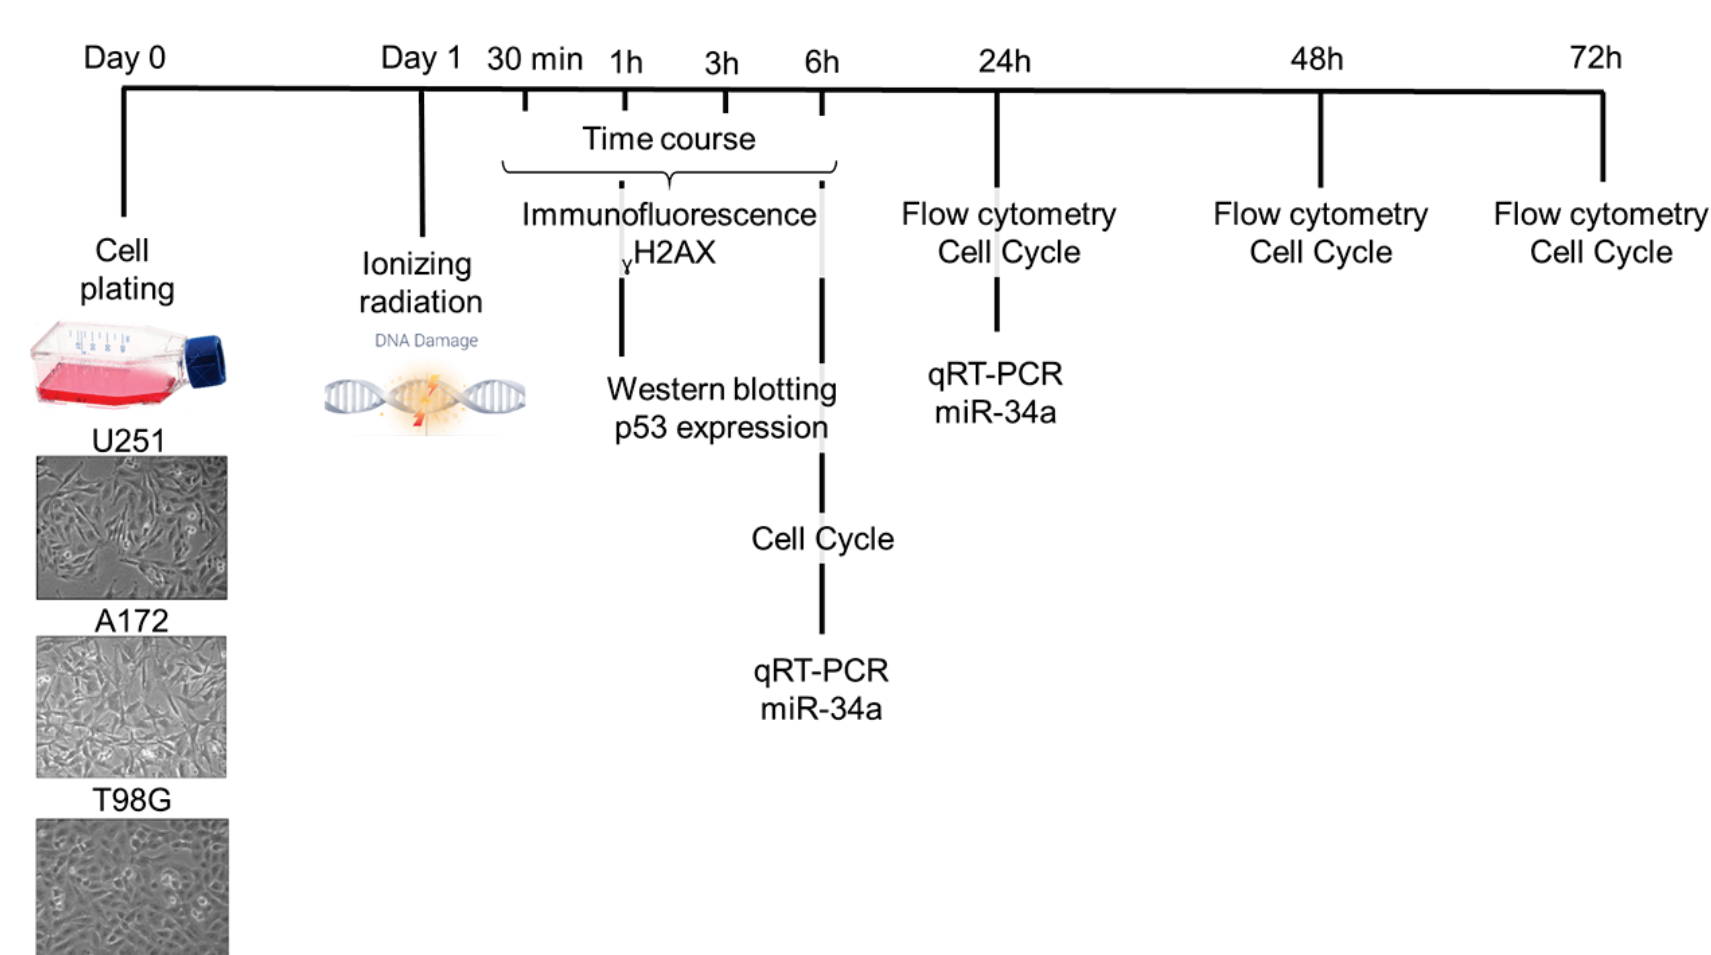 Day 0
Day 1
30 min
1h
3h
6h
24h
48h
72h
Time course
Cell
plating
Ionizing
radiation
DNA Damage
Immunofluorescence
γH2AX
Western blotting
p53 expression
Cell Cycle
qRT-PCR
miR-34a
Flow cytometry
Cell Cycle
qRT-PCR
miR-34a
Flow cytometry
Cell Cycle
Flow cytometry
Cell Cycle
U251
A172
T98G